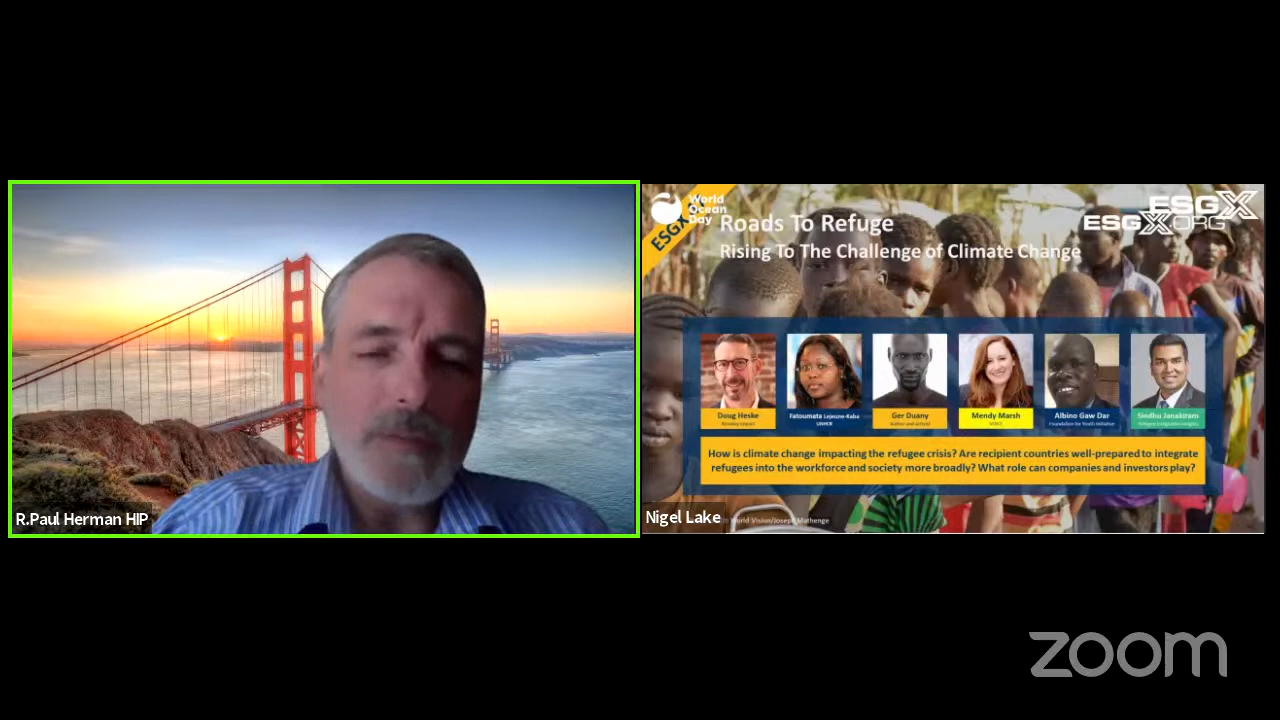 World
Ocean
Day
ESGX
ESGX
ESGX.ORG
Roads To Refuge
Rising To The Challenge of Climate Change
Doug Heske
Fatoumata Lejeune-Kaba
UNHCR
Ger Duany
Mendy Marsh
Albino Gaw Dar
Foundation for Youth Initiative
Sindhu Janakiram
How is climate change impacting the refugee crisis? Are recipient countries well-prepared to integrate
refugees into the workforce and society more broadly? What role can companies and investors play?
World Vision/Joseph Mathenge
R.Paul Herman HIP
Nigel Lake
zoom